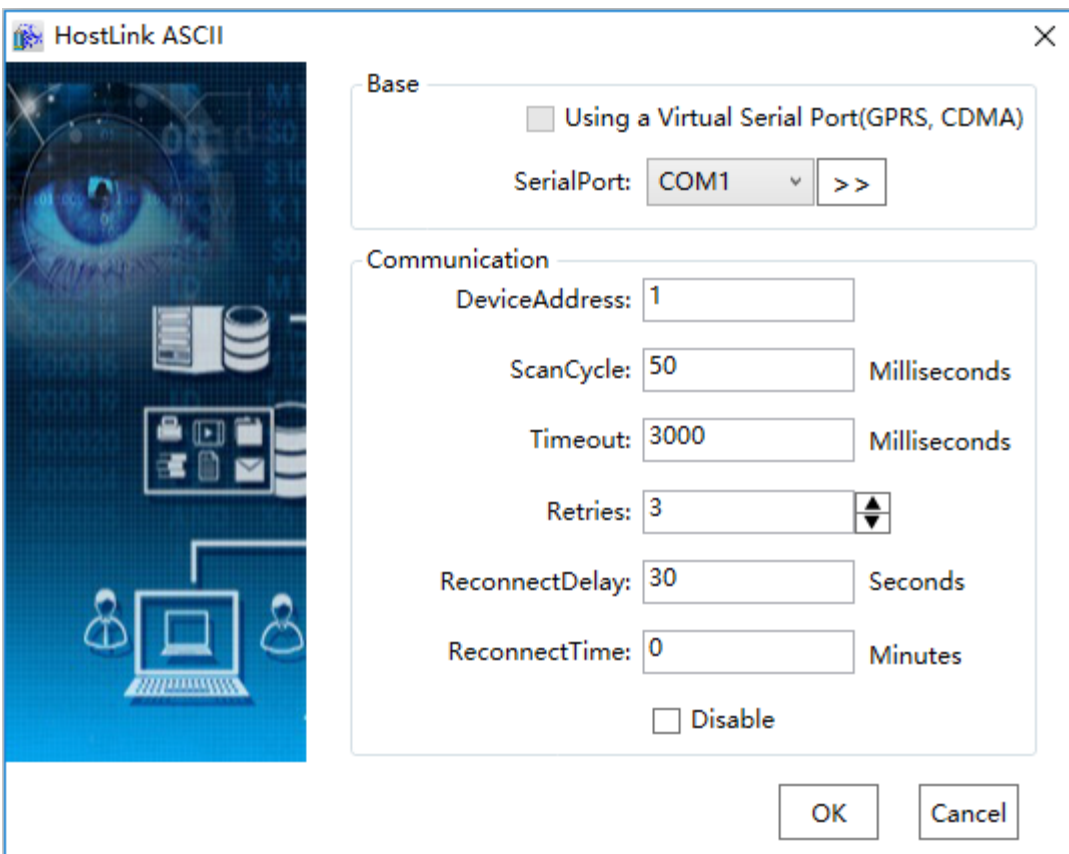 HostLink ASCII
Base
Using a Virtual Serial Port(GPRS, CDMA)
SerialPort: COM1 >>
Communication
DeviceAddress: 1
ScanCycle: 50 Milliseconds
Timeout: 3000 Milliseconds
Retries: 3
ReconnectDelay: 30 Seconds
ReconnectTime: 0 Minutes
Disable
OK Cancel